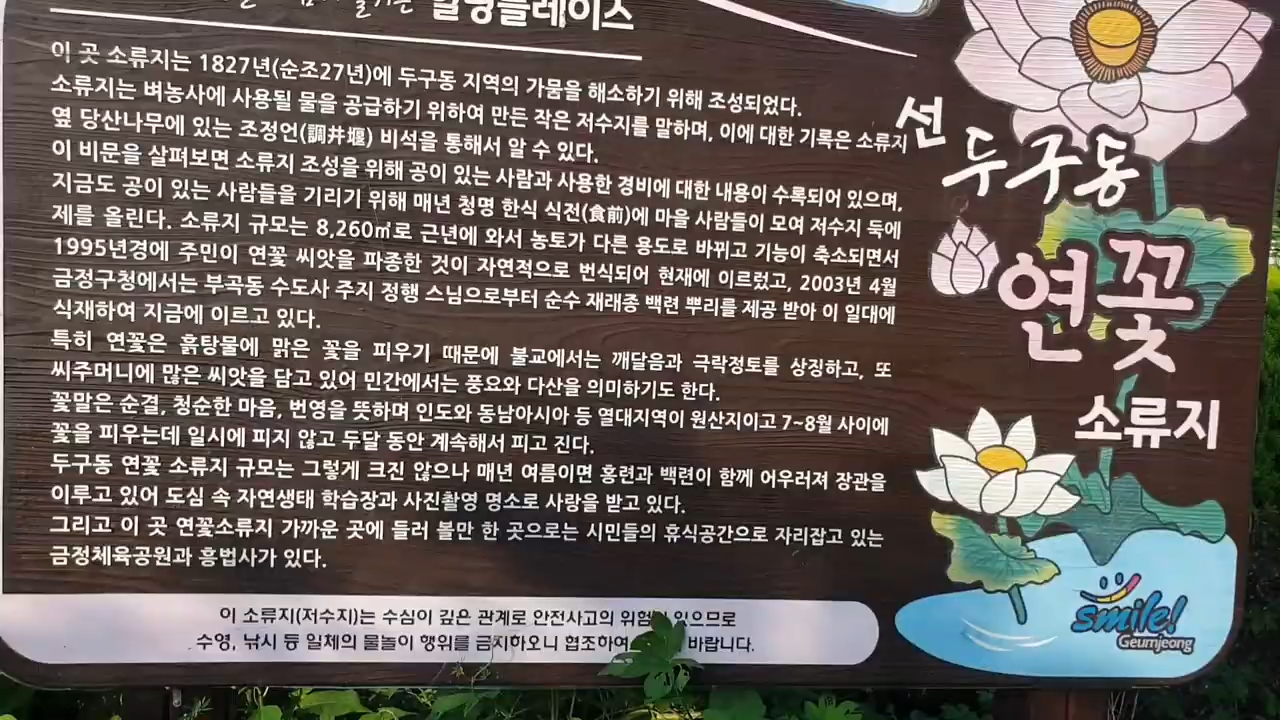 힐링플레이스
이 곳 소류지는 1827년(순조27년)에 두구동 지역의 가뭄을 해소하기 위해 조성되었다.
소류지는 벼농사에 사용될 물을 공급하기 위하여 만든 작은 저수지를 말하며, 이에 대한 기록은 소류지
옆 당산나무에 있는 조정언(調井堰) 비석을 통해서 알 수 있다.
이 비문을 살펴보면 소류지 조성을 위해 공이 있는 사람과 사용한 경비에 대한 내용이 수록되어 있으며,
지금도 공이 있는 사람들을 기리기 위해 매년 청명 한식 식전(食前)에 마을 사람들이 모여 저수지 둑에
제를 올린다. 소류지 규모는 8,260㎡로 근년에 와서 농토가 다른 용도로 바뀌고 기능이 축소되면서
1995년경에 주민이 연꽃 씨앗을 파종한 것이 자연적으로 번식되어 현재에 이르렀고, 2003년 4월
금정구청에서는 부곡동 수도사 주지 정행 스님으로부터 순수 재래종 백련 뿌리를 제공 받아 이 일대에
식재하여 지금에 이르고 있다.
특히 연꽃은 흙탕물에 맑은 꽃을 피우기 때문에 불교에서는 깨달음과 극락정토를 상징하고, 또
씨주머니에 많은 씨앗을 담고 있어 민간에서는 풍요와 다산을 의미하기도 한다.
꽃말은 순결, 청순한 마음, 번영을 뜻하며 인도와 동남아시아 등 열대지역이 원산지이고 7~8월 사이에
꽃을 피우는데 일시에 피지 않고 두달 동안 계속해서 피고 진다.
두구동 연꽃 소류지 규모는 그렇게 크진 않으나 매년 여름이면 홍련과 백련이 함께 어우러져 장관을
이루고 있어 도심 속 자연생태 학습장과 사진촬영 명소로 사랑을 받고 있다.
그리고 이 곳 연꽃소류지 가까운 곳에 들러 볼만 한 곳으로는 시민들의 휴식공간으로 자리잡고 있는
금정체육공원과 흥법사가 있다.
이 소류지(저수지)는 수심이 깊은 관계로 안전사고의 위험이 있으므로
수영, 낚시 등 일체의 물놀이 행위를 금지하오니 협조하여 바랍니다.
선
두구동
연꽃
소류지
smile!
Geumjeong